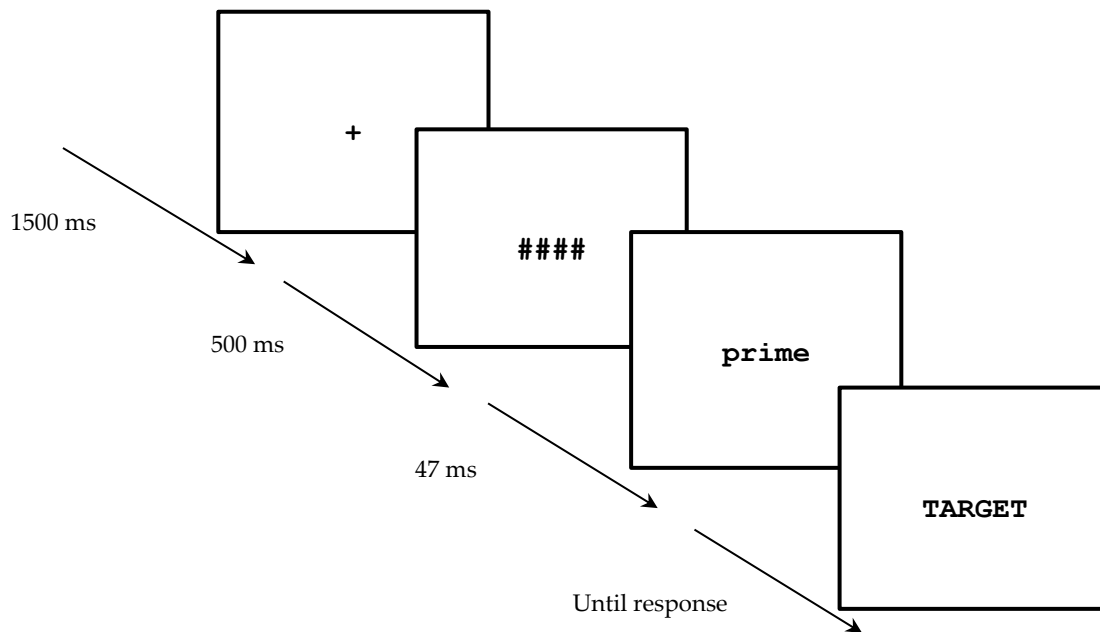 +
1500 ms
####
500 ms
prime
47 ms
TARGET
Until response